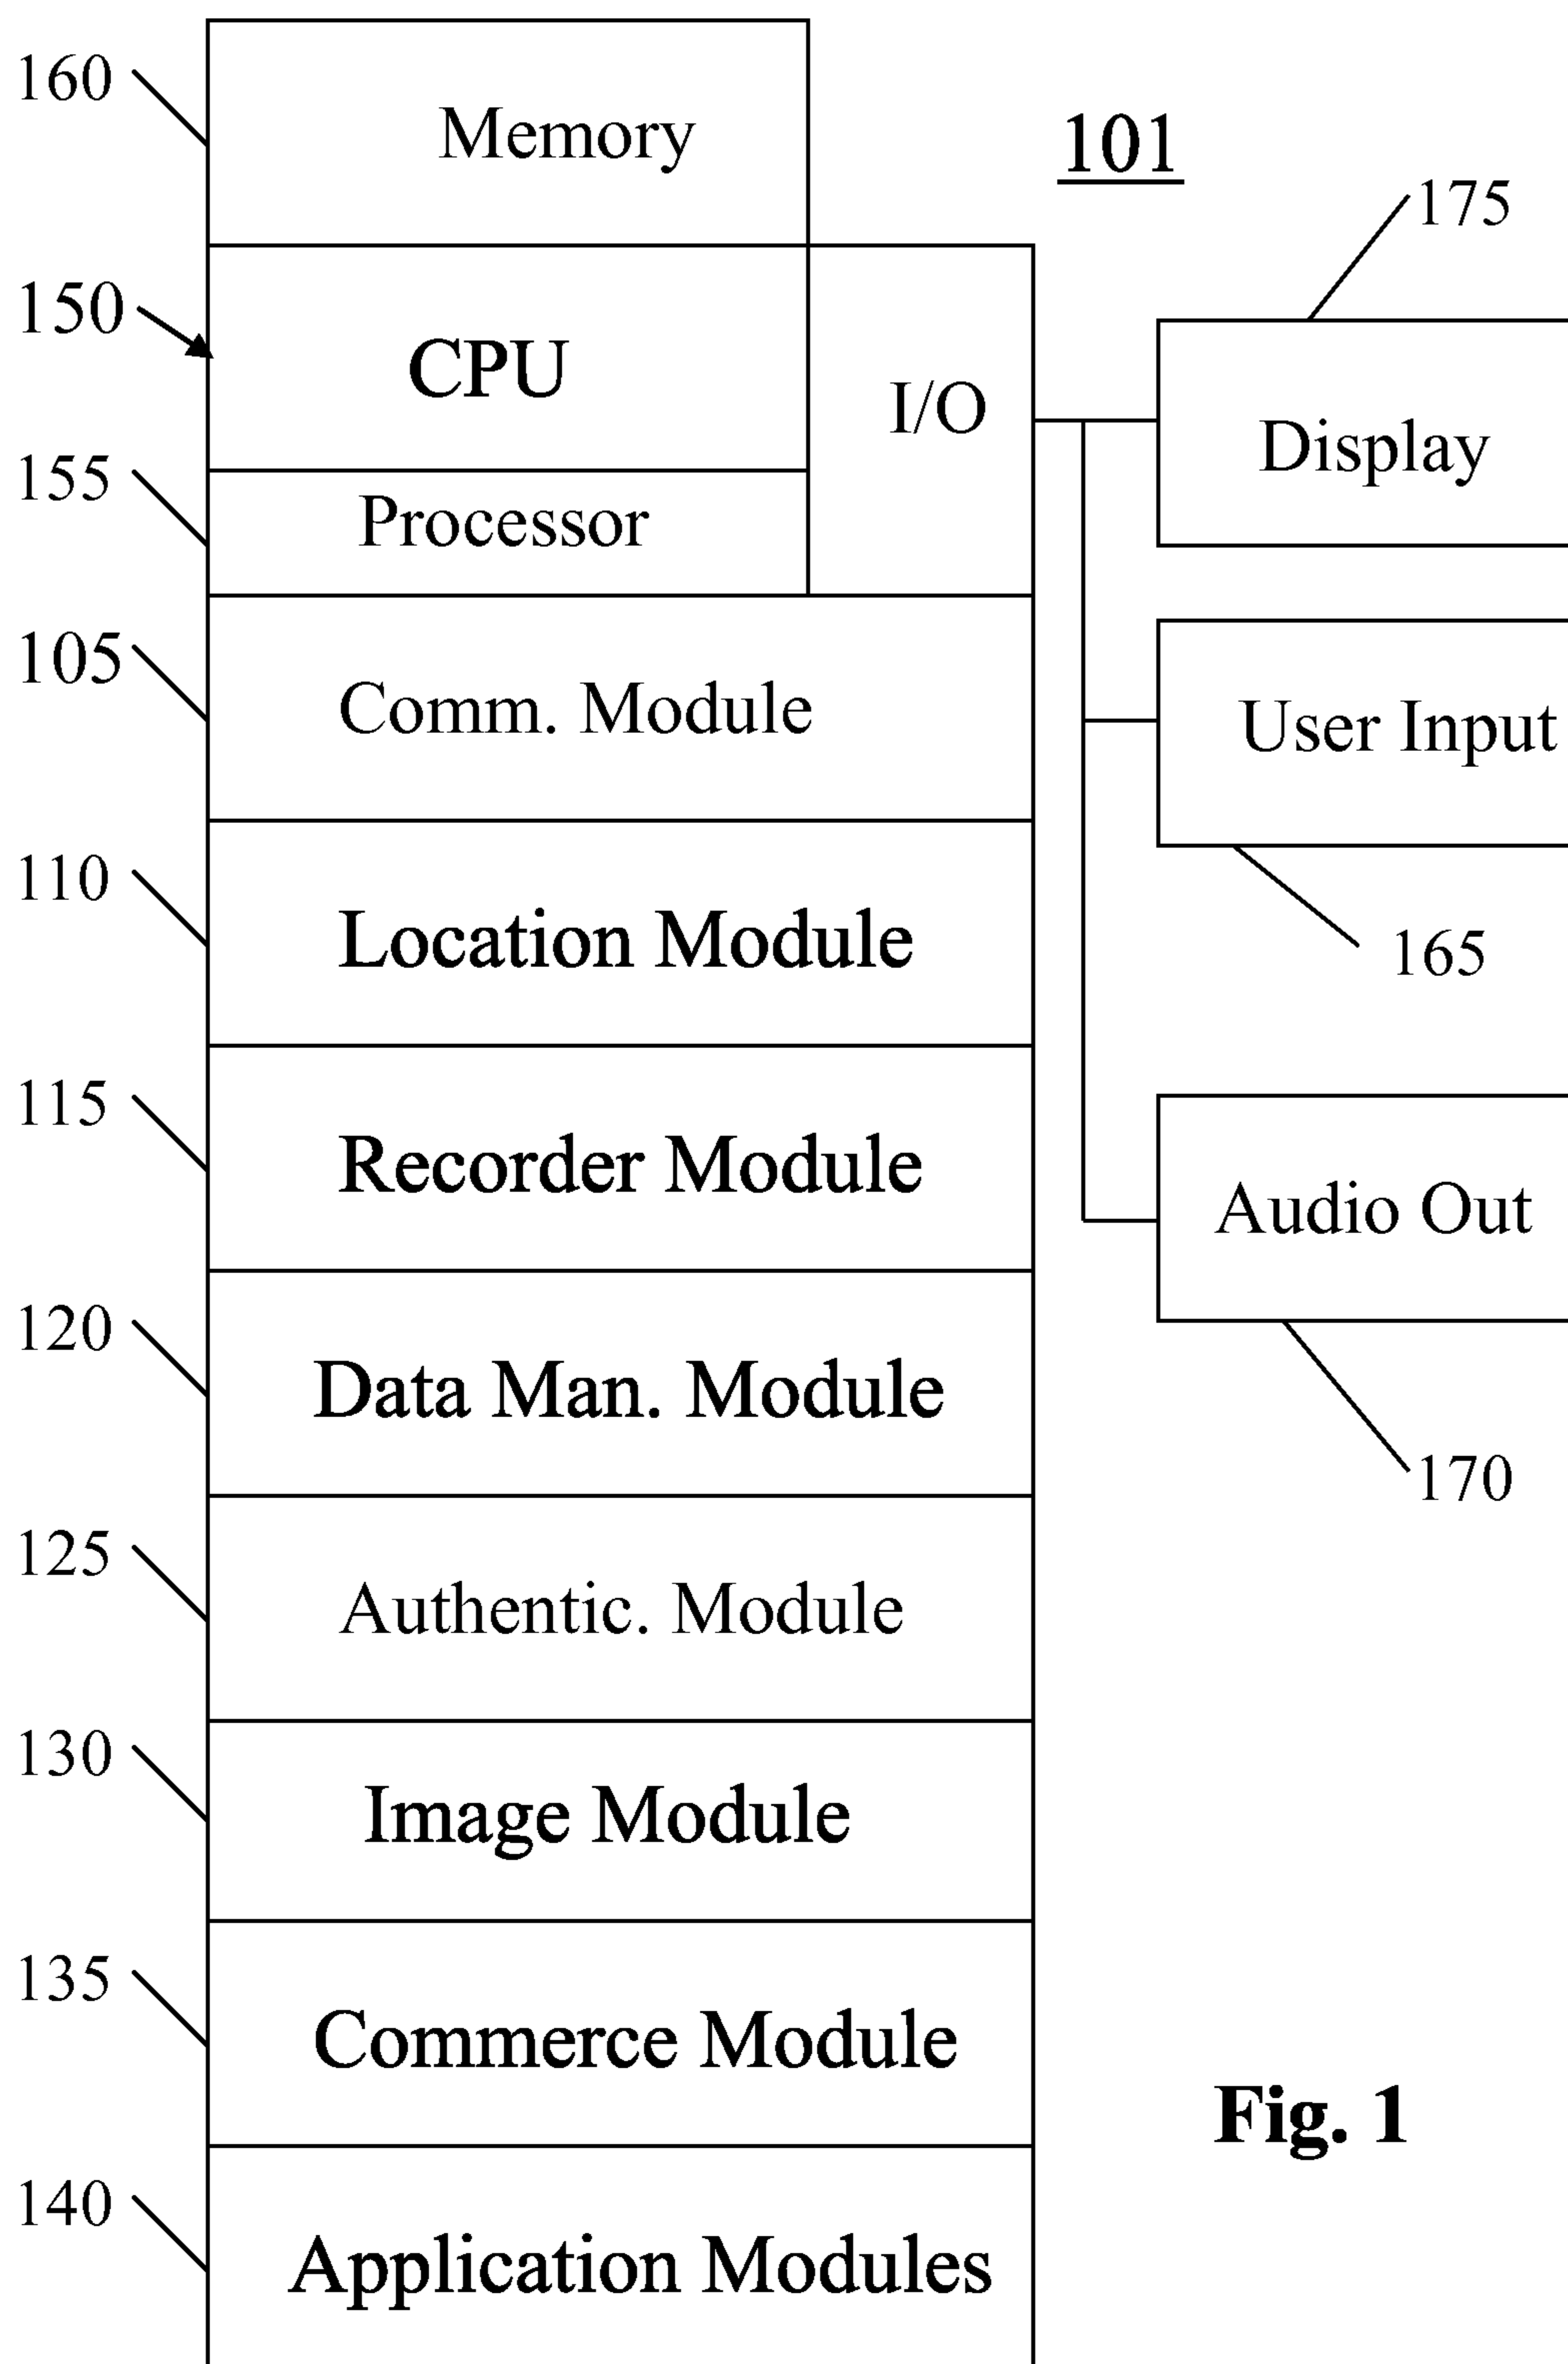 160
Memory
101
175
150
CPU
I/O
Display
155
Processor
105
Comm. Module
User Input
110
Location Module
165
115
Recorder Module
Audio Out
120
Data Man. Module
170
125
Authentic. Module
130
Image Module
135
Commerce Module
Fig. 1
140
Application Modules